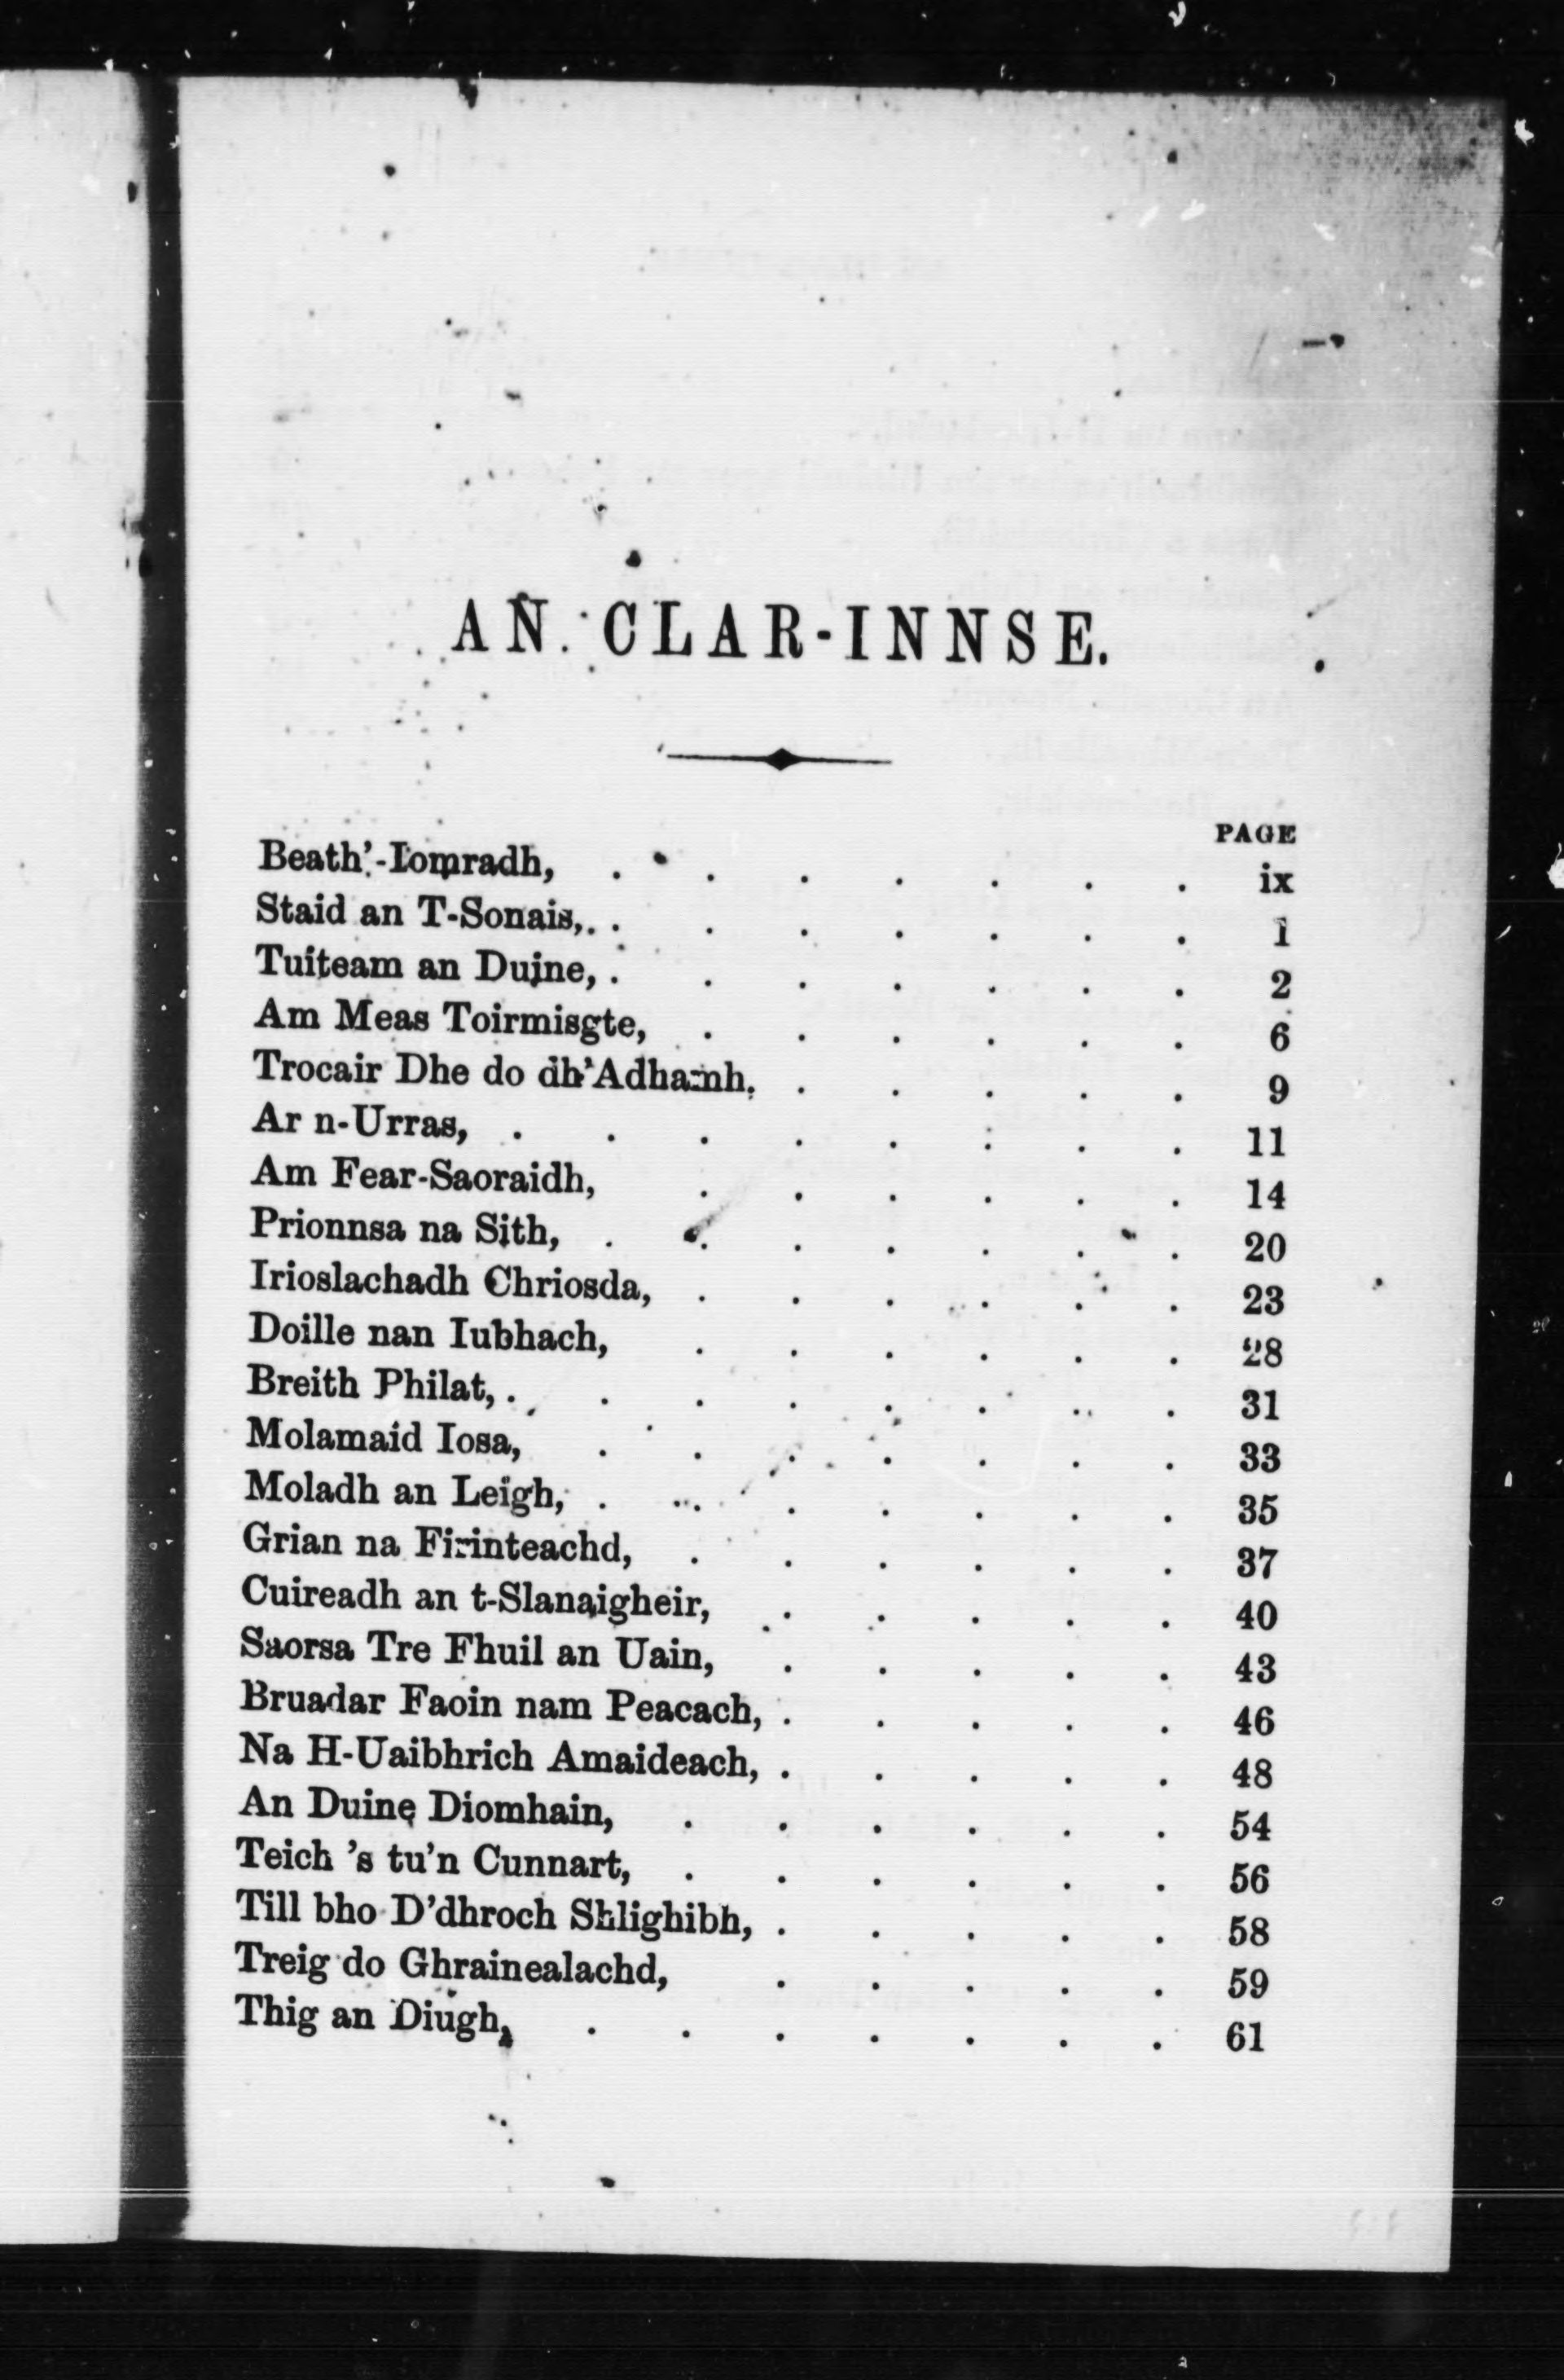 AN CLAR-INNSE.
PAGE
Beath'-Iomradh, . . . . . . . ix
Staid an T-Sonais, . . . . . . . 1
Tuiteam an Duine, . . . . . . . 2
Am Meas Toirmisgte, . . . . . . 6
Trocair Dhe do dh'Adhamh, . . . . . 9
Ar n-Urras, . . . . . . . . 11
Am Fear-Saoraidh, . . . . . . 14
Prionnsa na Sith, . . . . . . . 20
Irioslachadh Chriosda, . . . . . . 23
Doille nan Iubhach, . . . . . . 28
Breith Philat, . . . . . . . . 31
Molamaid Iosa, . . . . . . . 33
Moladh an Leigh, . . . . . . . 35
Grian na Firinteachd, . . . . . . 37
Cuireadh an t-Slanaigheir, . . . . . 40
Saorsa Tre Fhuil an Uain, . . . . . 43
Bruadar Faoin nam Peacach, . . . . . 46
Na H-Uaibhrich Amaideach, . . . . . 48
An Duine Diomhain, . . . . . . 54
Teich 's tu'n Cunnart, . . . . . . 56
Till bho D'dhroch Shlighibh, . . . . . 58
Treig do Ghrainealachd, . . . . . 59
Thig an Diugh, . . . . . . . 61